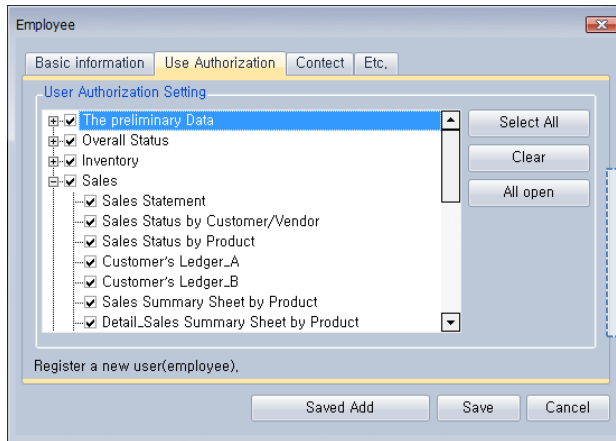 Employee
Basic information Use Authorization Contect Etc.
User Authorization Setting
The preliminary Data
Overall Status
Inventory
Sales
Sales Statement
Sales Status by Customer/Vendor
Sales Status by Product
Customer's Ledger_A
Customer's Ledger_B
Sales Summary Sheet by Product
Detail_Sales Summary Sheet by Product
Select All
Clear
All open
Register a new user(employee).
Saved Add Save Cancel